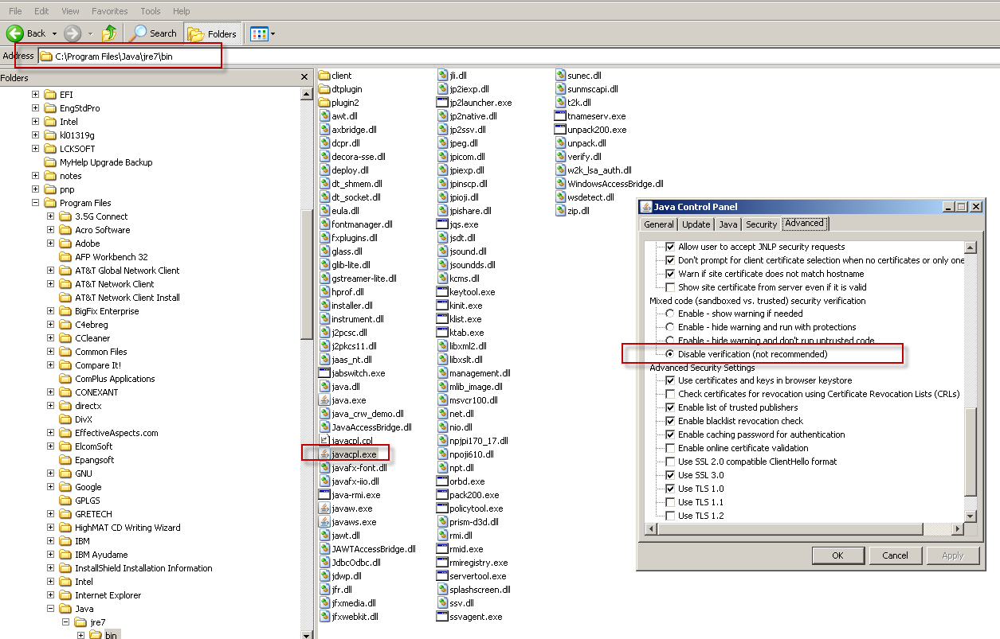 File Edit View Favorites Tools Help
Back Search Folders
Address C:\Program Files\Java\jre7\bin
Folders
EFI
EngStdPro
Intel
kl01319g
LCKSOFT
MyHelp Upgrade Backup
notes
pnp
Program Files
3.5G Connect
Acro Software
Adobe
AFP Workbench 32
AT&T Global Network Client
AT&T Network Client
AT&T Network Client Install
BigFix Enterprise
C4ebreg
CCleaner
Common Files
Compare It!
ComPlus Applications
CONEXANT
directx
DivX
EffectiveAspects.com
ElcomSoft
Epangsoft
GNU
Google
GPLGS
GRETECH
HighMAT CD Writing Wizard
IBM
IBM Ayudame
InstallShield Installation Information
Intel
Internet Explorer
Java
jre7
bin
client
dtplugin
plugin2
awt.dll
axbridge.dll
dcpr.dll
decora-sse.dll
deploy.dll
dt_shmem.dll
dt_socket.dll
eula.dll
fontmanager.dll
fxplugins.dll
glass.dll
glib-lite.dll
gstreamer-lite.dll
hprof.dll
installer.dll
instrument.dll
j2pcsc.dll
j2pkcs11.dll
jaas_nt.dll
jabswitch.exe
java.dll
java.exe
java_crw_demo.dll
JavaAccessBridge.dll
javacpl.cpl
javacpl.exe
javafx-font.dll
javafx-iio.dll
java-rmi.exe
javaw.exe
javaws.exe
jawt.dll
JAWTAccessBridge.dll
JdbcOdbc.dll
jdwp.dll
jfr.dll
jfxmedia.dll
jfxwebkit.dll
jli.dll
jp2iexp.dll
jp2launcher.exe
jp2native.dll
jp2ssv.dll
jpeg.dll
jpicom.dll
jpiexp.dll
jpinscp.dll
jpioji.dll
jpishare.dll
jqs.exe
jsdt.dll
jsound.dll
jsoundds.dll
kcms.dll
keytool.exe
kinit.exe
klist.exe
ktab.exe
libxml2.dll
libxslt.dll
management.dll
mlib_image.dll
msvcr100.dll
net.dll
nio.dll
npjpi170_17.dll
npoji610.dll
npt.dll
orbd.exe
pack200.exe
policytool.exe
prism-d3d.dll
rmi.dll
rmid.exe
rmiregistry.exe
servertool.exe
splashscreen.dll
ssv.dll
ssvagent.exe
sunec.dll
sunmscapi.dll
t2k.dll
tnameserv.exe
unpack200.exe
unpack.dll
verify.dll
w2k_lsa_auth.dll
WindowsAccessBridge.dll
wsdetect.dll
zip.dll
Java Control Panel
General Update Java Security Advanced
Allow user to accept JNLP security requests
Don't prompt for client certificate selection when no certificates or only one
Warn if site certificate does not match hostname
Show site certificate from server even if it is valid
Mixed code (sandboxed vs. trusted) security verification
Enable - show warning if needed
Enable - hide warning and run with protections
Enable - hide warning and don't run untrusted code
Disable verification (not recommended)
Advanced Security Settings
Use certificates and keys in browser keystore
Check certificates for revocation using Certificate Revocation Lists (CRLs)
Enable list of trusted publishers
Enable blacklist revocation check
Enable caching password for authentication
Enable online certificate validation
Use SSL 2.0 compatible ClientHello format
Use SSL 3.0
Use TLS 1.0
Use TLS 1.1
Use TLS 1.2
OK Cancel Apply